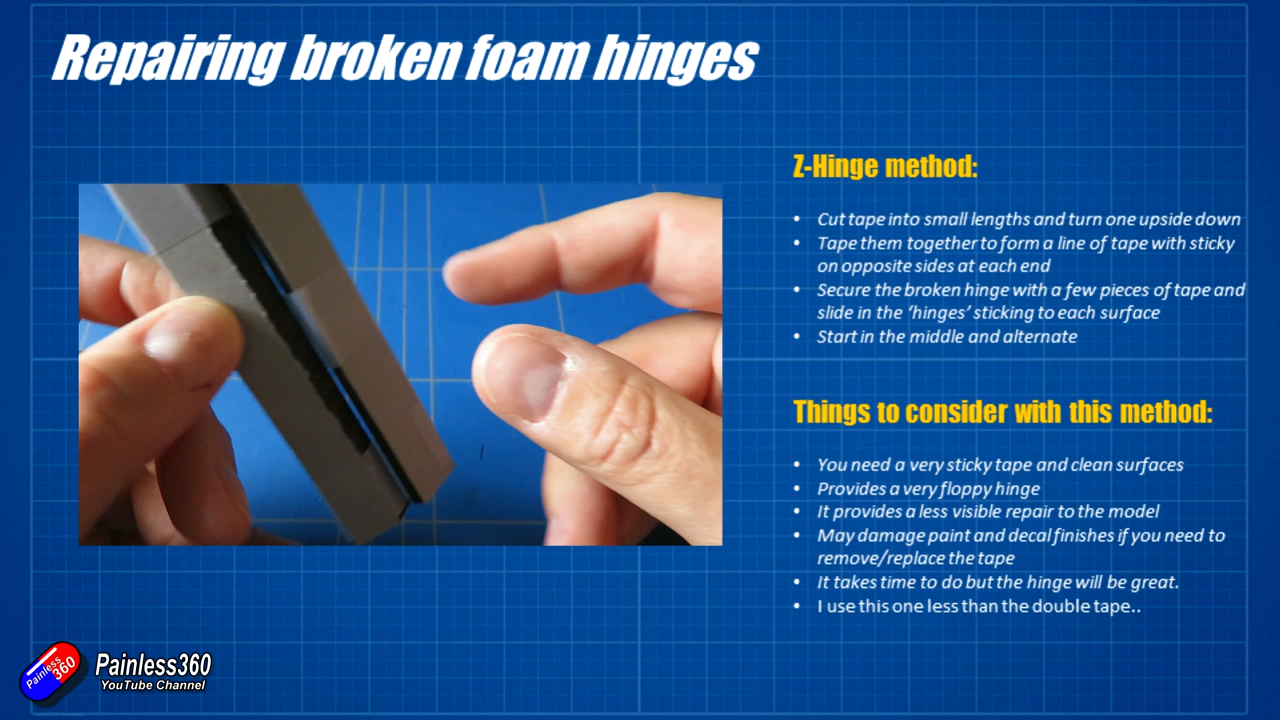 Repairing broken foam hinges
Z-Hinge method:
• Cut tape into small lengths and turn one upside down
• Tape them together to form a line of tape with sticky
on opposite sides at each end
• Secure the broken hinge with a few pieces of tape and
slide in the ‘hinges’ sticking to each surface
• Start in the middle and alternate
Things to consider with this method:
• You need a very sticky tape and clean surfaces
• Provides a very floppy hinge
• It provides a less visible repair to the model
• May damage paint and decal finishes if you need to
remove/replace the tape
• It takes time to do but the hinge will be great.
• I use this one less than the double tape..
Painless
360
Painless360
YouTube Channel